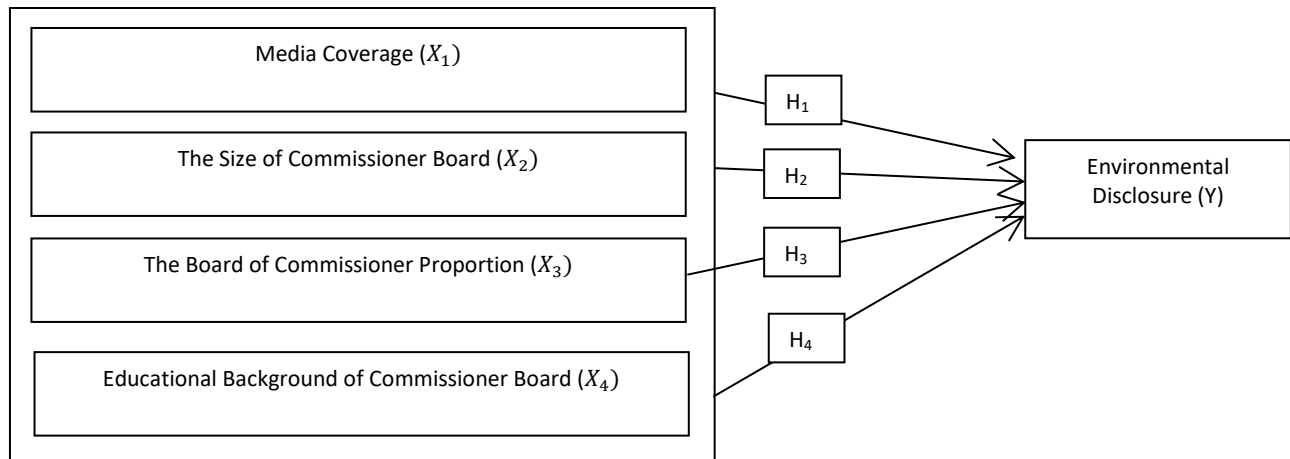 Media Coverage (𝑋₁)
H₁
The Size of Commissioner Board (𝑋₂)
H₂
Environmental
Disclosure (Y)
The Board of Commissioner Proportion (𝑋₃)
H₃
H₄
Educational Background of Commissioner Board (𝑋₄)